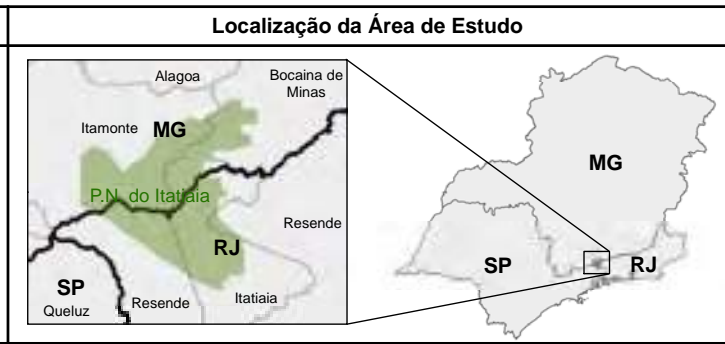 Localização da Área de Estudo
Alagoa
Bocaina de
Minas
Itamonte
MG
P.N. do Itatiaia
Resende
RJ
SP
Queluz
Resende
Itatiaia
MG
SP
RJ